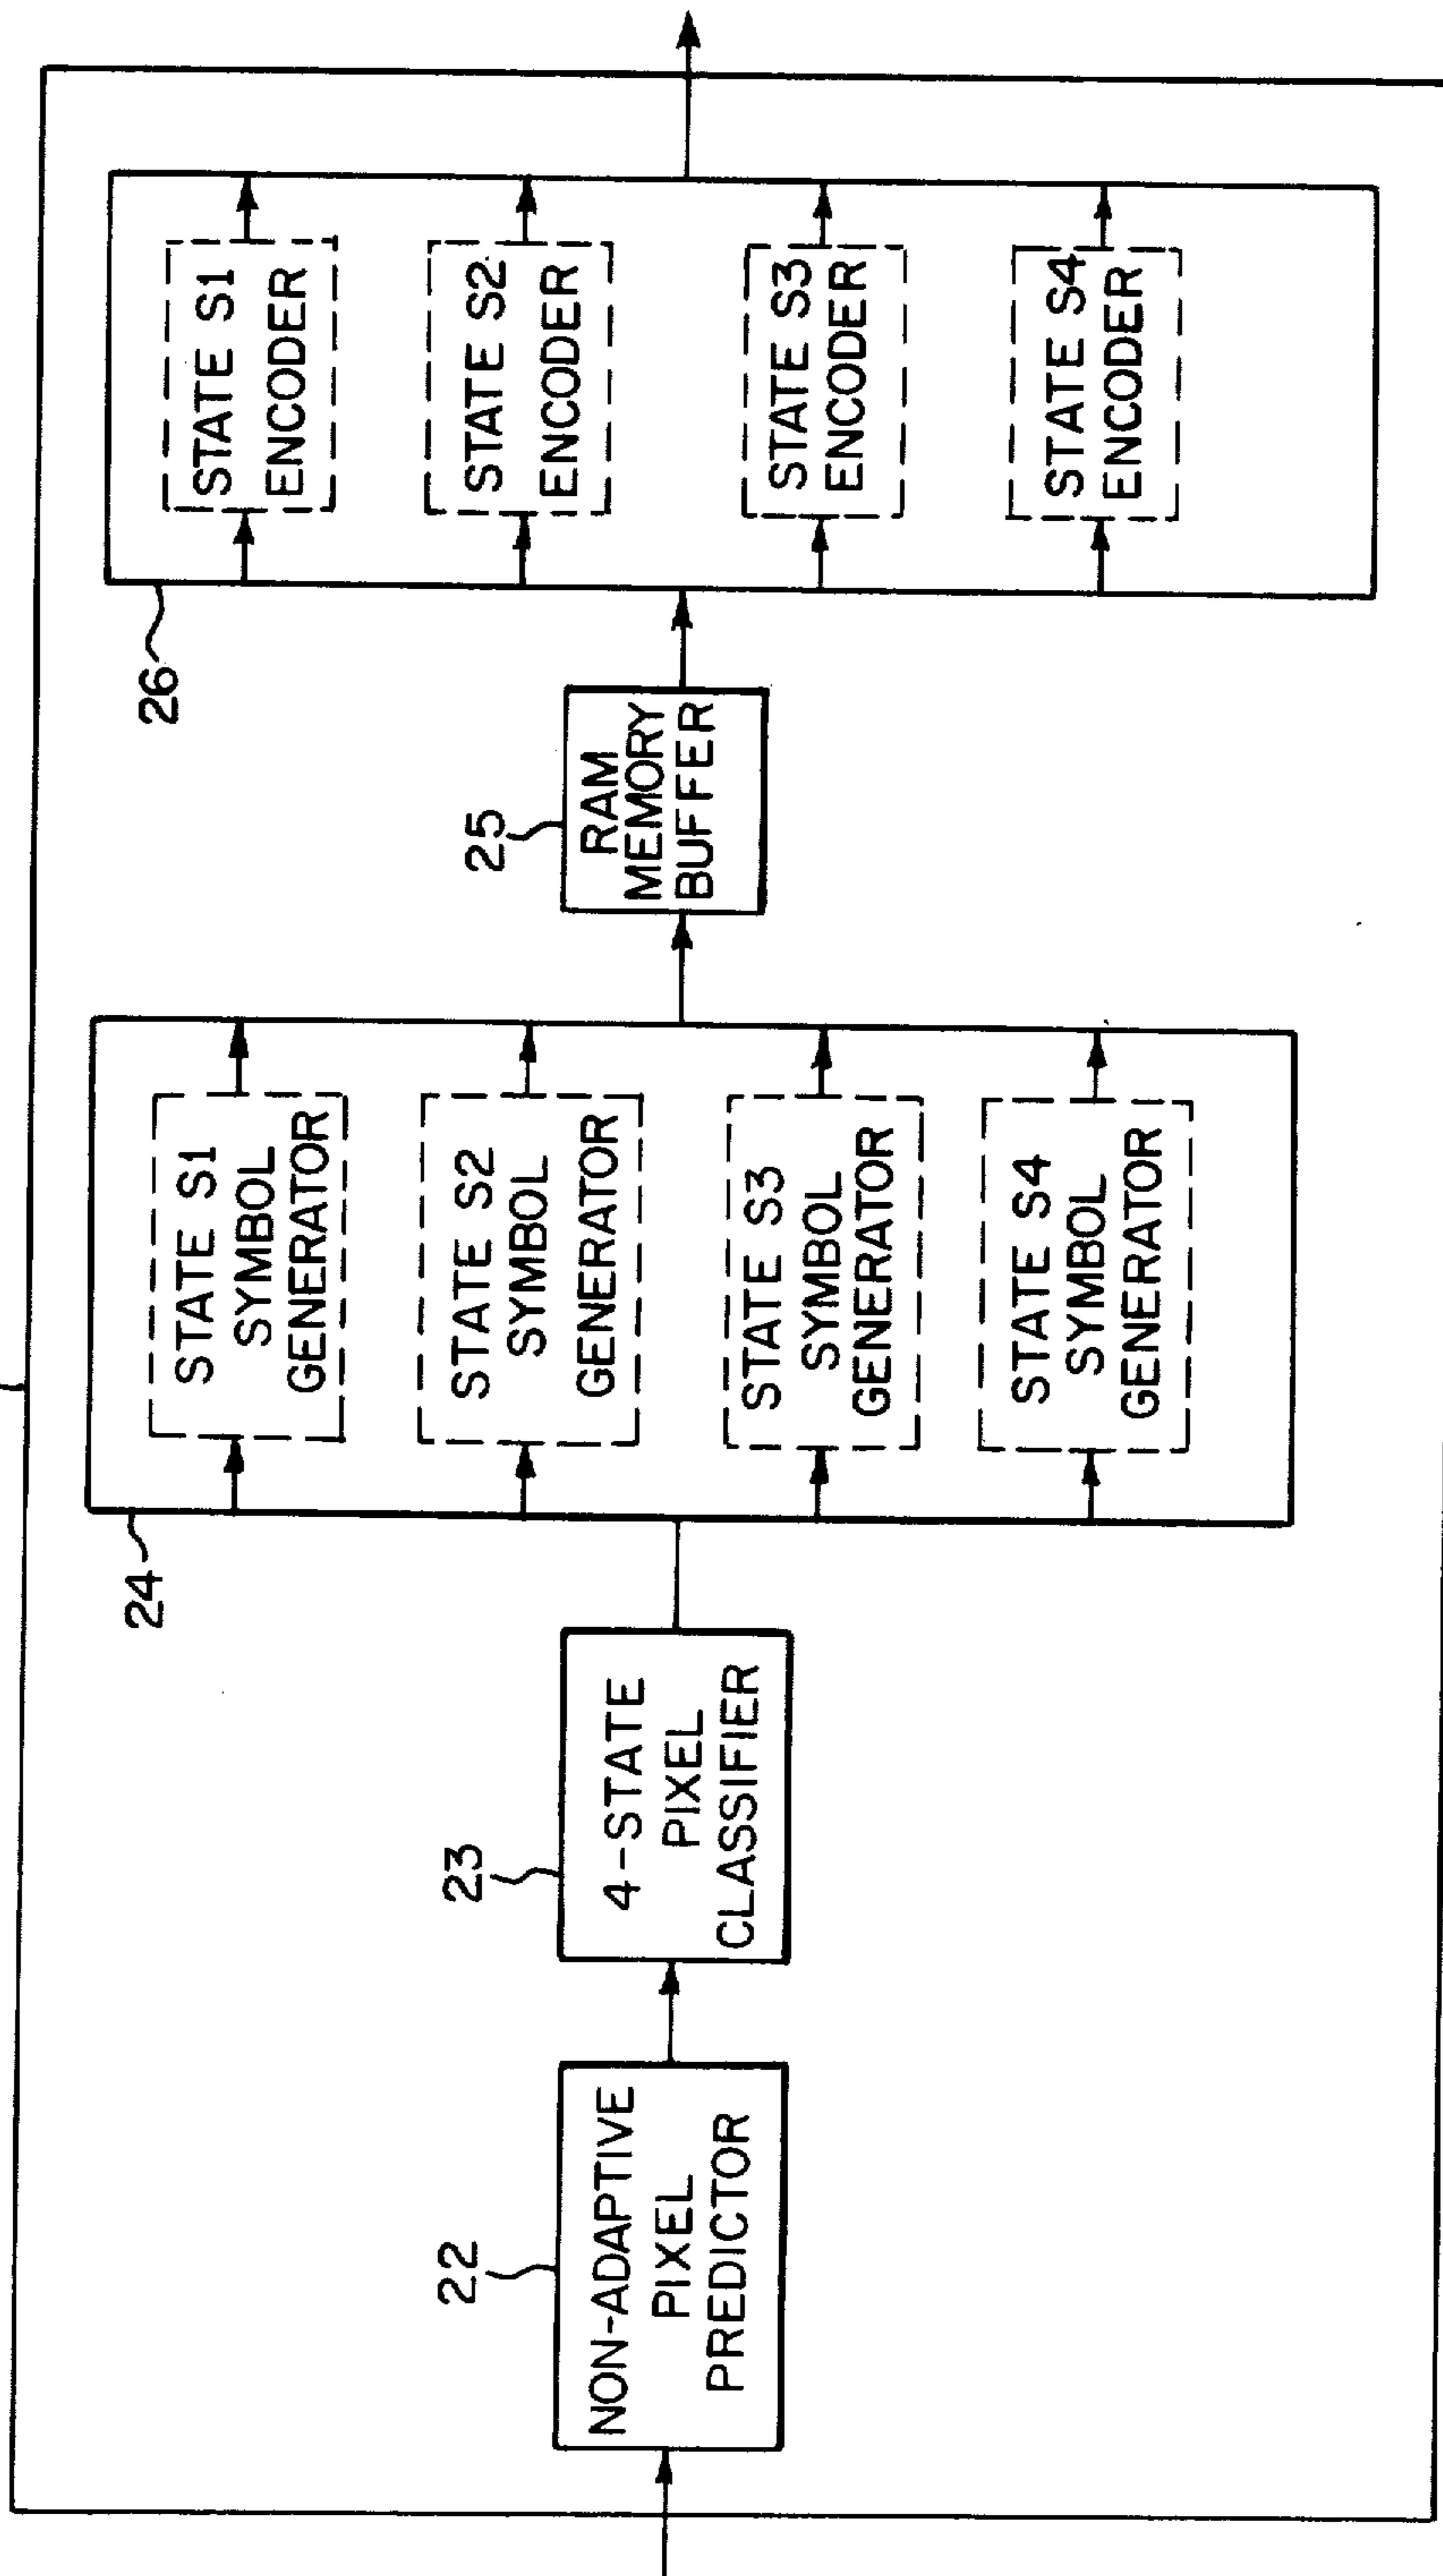 22
NON-ADAPTIVE
PIXEL
PREDICTOR
23
4-STATE
PIXEL
CLASSIFIER
24
STATE S1
SYMBOL
GENERATOR
STATE S2
SYMBOL
GENERATOR
STATE S3
SYMBOL
GENERATOR
STATE S4
SYMBOL
GENERATOR
25
RAM
MEMORY
BUFFER
26
STATE S1
ENCODER
STATE S2
ENCODER
STATE S3
ENCODER
STATE S4
ENCODER